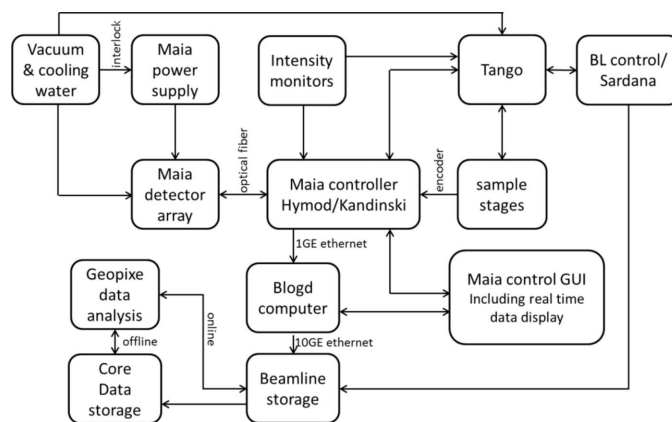 Vacuum
& cooling
water
interlock
Maia
power
supply
Intensity
monitors
Tango
BL control/
Sardana
Maia
detector
array
optical fiber
Maia controller
Hymod/Kandinski
encoder
sample
stages
1GE ethernet
Geopixe
data
analysis
online
Blogd
computer
Maia control GUI
Including real time
data display
offline
10GE ethernet
Core
Data
storage
Beamline
storage